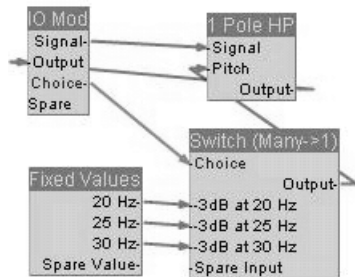 IO Mod
Signal-
-Output
Choice-
Spare
1 Pole HP
-Signal
-Pitch
Output-
Switch (Many->1)
-Choice
Output-
-3dB at 20 Hz
-3dB at 25 Hz
-3dB at 30 Hz
-Spare Input
Fixed Values
20 Hz-
25 Hz-
30 Hz-
Spare Value-